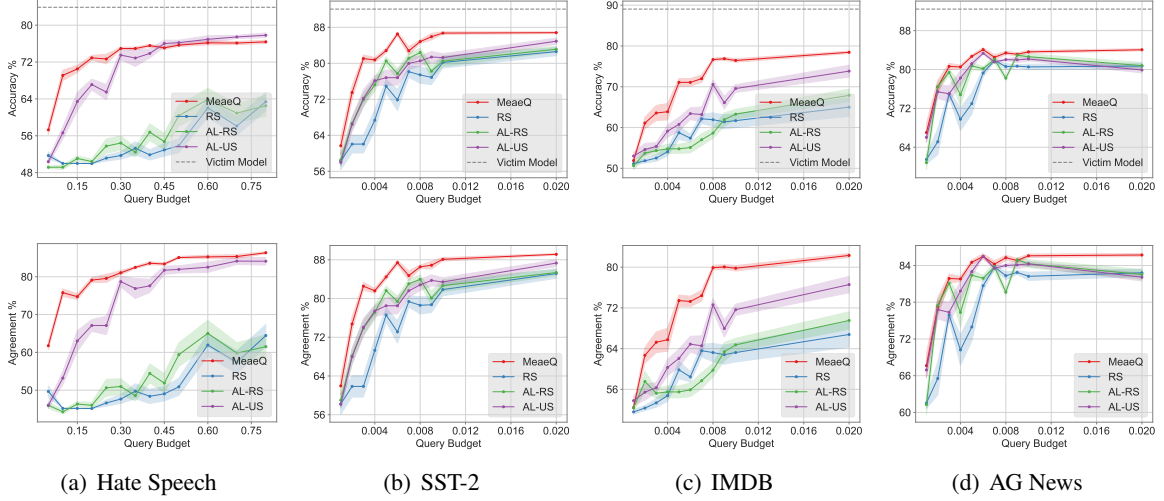 80
72
64
56
48
Accuracy %
0.15 0.30 0.45 0.60 0.75
Query Budget
MeaeQ
RS
AL-RS
AL-US
Victim Model
88
80
72
64
56
Accuracy %
0.004 0.008 0.012 0.016 0.020
Query Budget
MeaeQ
RS
AL-RS
AL-US
Victim Model
90
80
70
60
50
Accuracy %
0.004 0.008 0.012 0.016 0.020
Query Budget
MeaeQ
RS
AL-RS
AL-US
Victim Model
88
80
72
64
Accuracy %
0.004 0.008 0.012 0.016 0.020
Query Budget
MeaeQ
RS
AL-RS
AL-US
Victim Model
80
70
60
50
Agreement %
0.15 0.30 0.45 0.60 0.75
Query Budget
MeaeQ
RS
AL-RS
AL-US
88
80
72
64
56
Agreement %
0.004 0.008 0.012 0.016 0.020
Query Budget
MeaeQ
RS
AL-RS
AL-US
80
72
64
56
Agreement %
0.004 0.008 0.012 0.016 0.020
Query Budget
MeaeQ
RS
AL-RS
AL-US
84
78
72
66
60
Agreement %
0.004 0.008 0.012 0.016 0.020
Query Budget
MeaeQ
RS
AL-RS
AL-US
(a) Hate Speech
(b) SST-2
(c) IMDB
(d) AG News